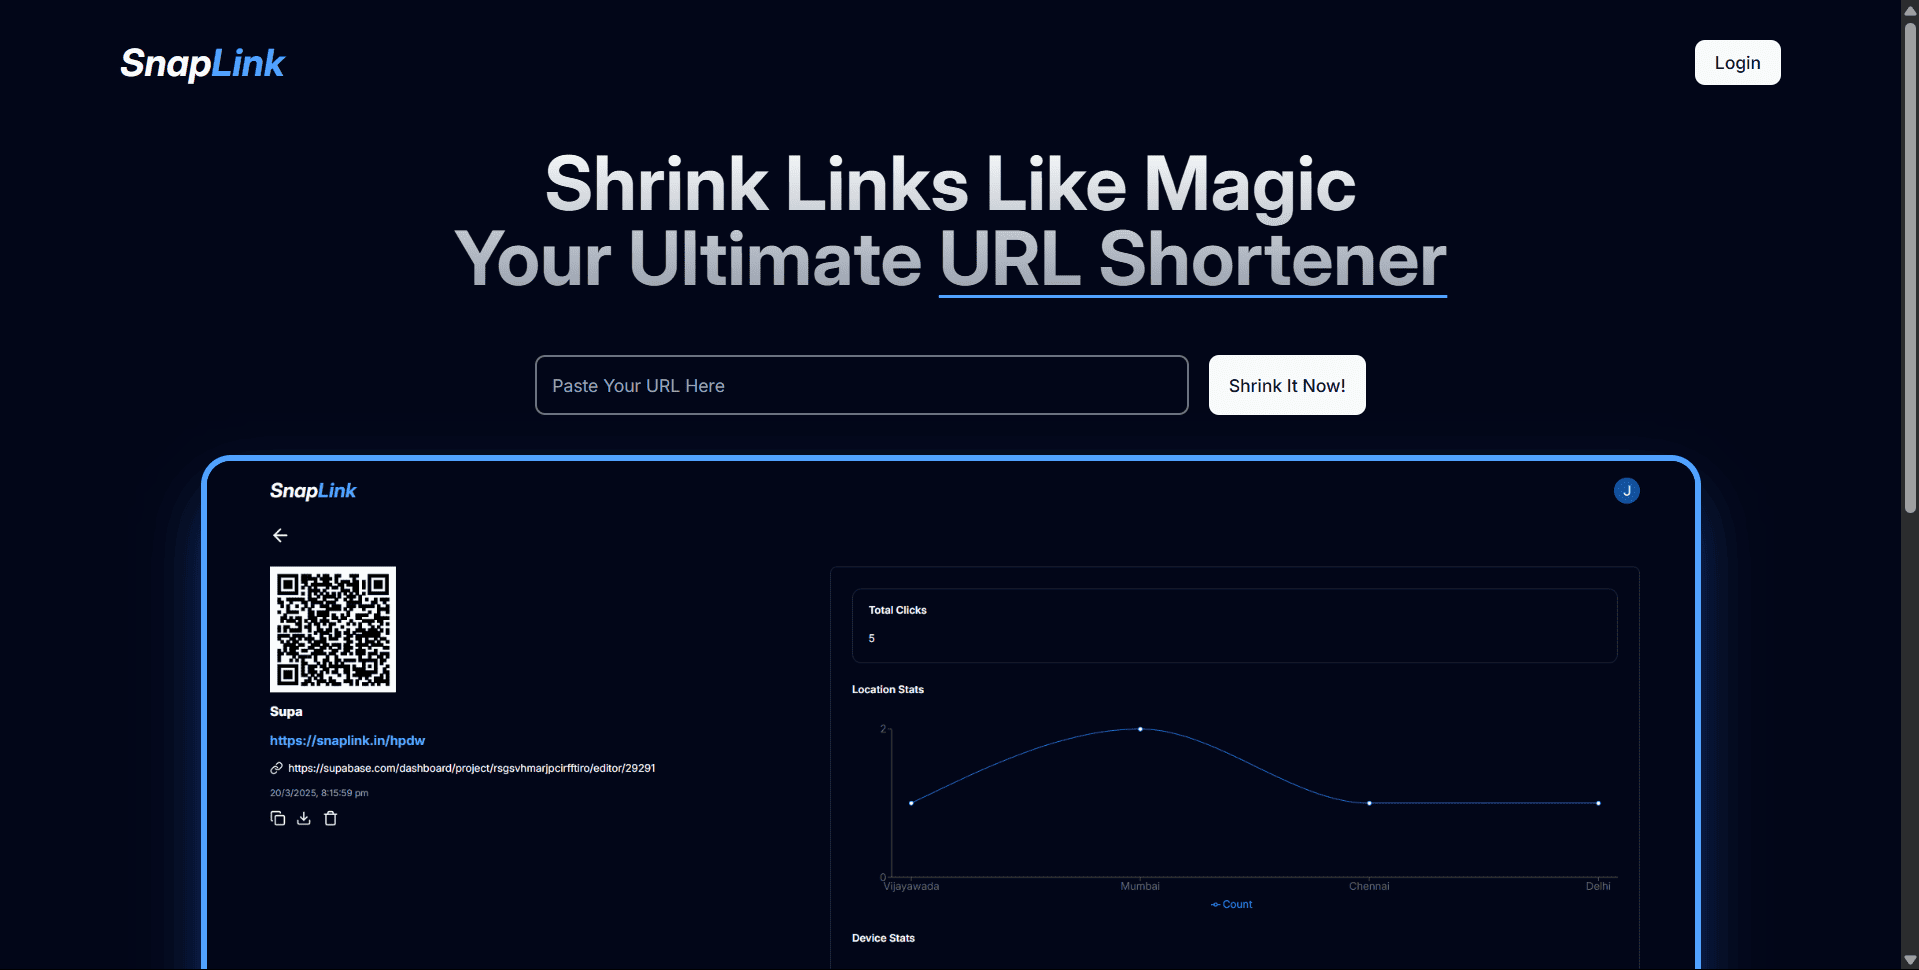 SnapLink
Login
Shrink Links Like Magic
Your Ultimate URL Shortener
Paste Your URL Here
Shrink It Now!
SnapLink
J
Supa
https://snaplink.in/hpdw
https://supabase.com/dashboard/project/rsgsvhmarjpcirfftiro/editor/29291
20/3/2025, 8:15:59 pm
Total Clicks
5
Location Stats
2
0
Vijayawada Mumbai Chennai Delhi
Count
Device Stats